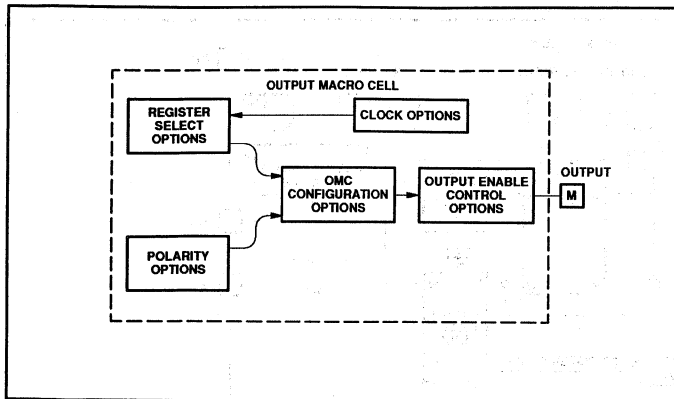 OUTPUT MACRO CELL
REGISTER
SELECT
OPTIONS
CLOCK OPTIONS
OMC
CONFIGURATION
OPTIONS
OUTPUT ENABLE
CONTROL
OPTIONS
OUTPUT
M
POLARITY
OPTIONS